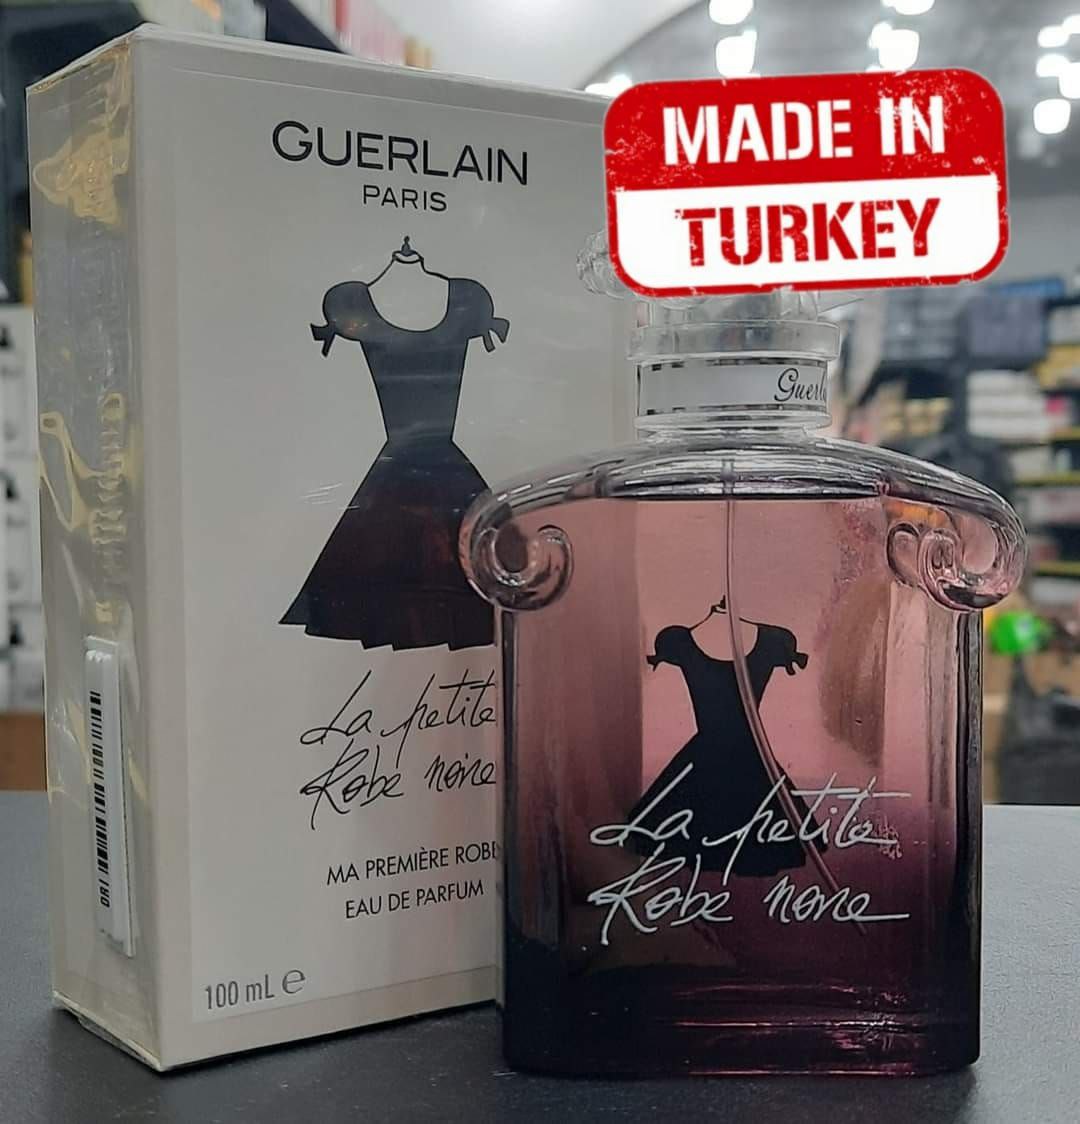 GUERLAIN
PARIS
La petite
Robe noire
MA PREMIÈRE ROBE
EAU DE PARFUM
100 mL e
MADE IN
TURKEY
La petite
Robe noire